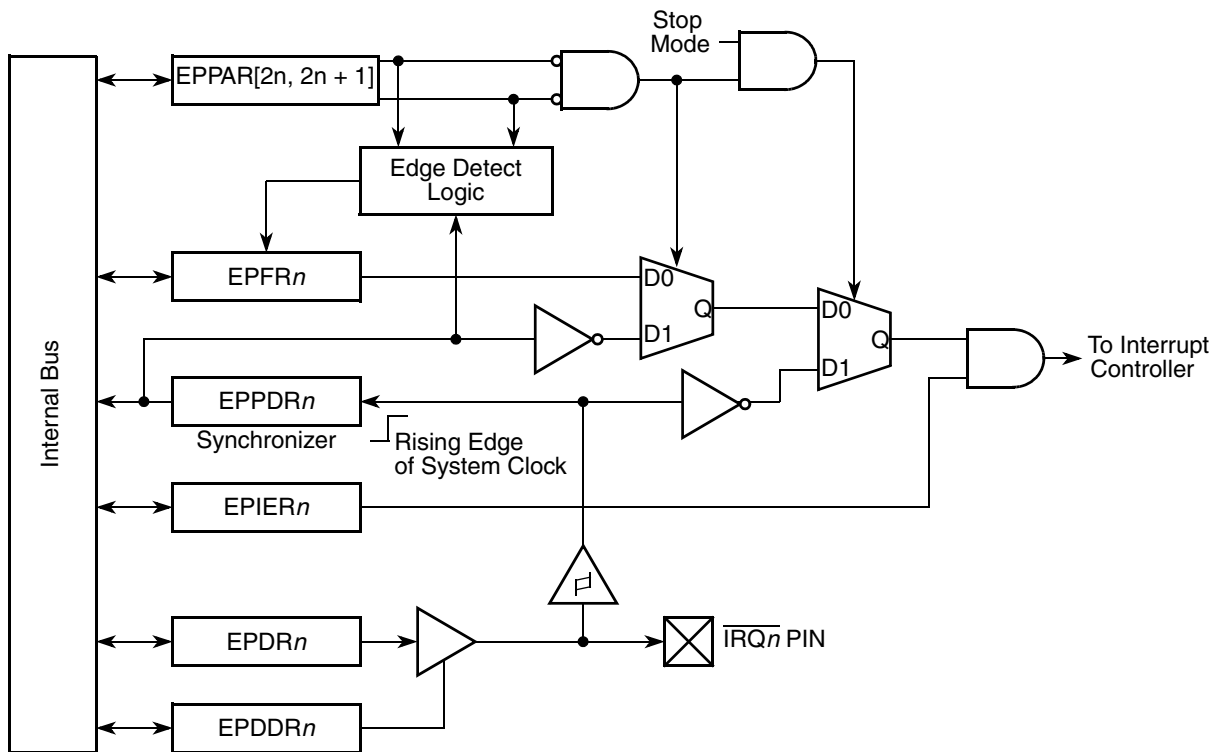 Stop
Mode
EPPAR[2n, 2n + 1]
Edge Detect
Logic
EPFRn
D0
Q
D1
D0
Q
D1
To Interrupt
Controller
Internal Bus
EPPDRn
Synchronizer
Rising Edge
of System Clock
EPIERn
EPDRn
IRQn PIN
EPDDRn